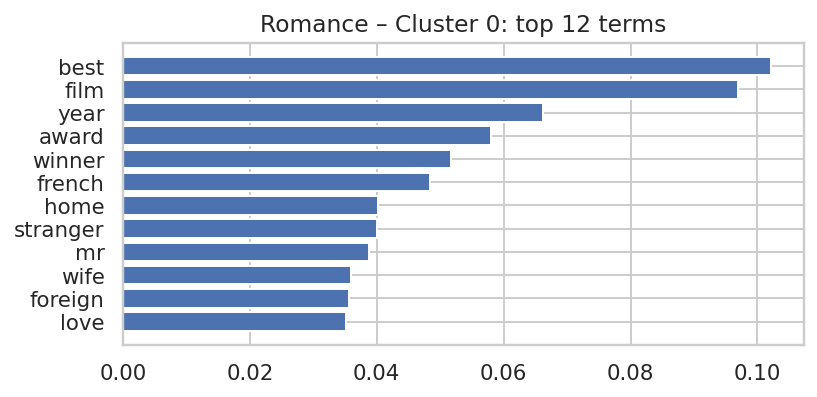 Romance – Cluster 0: top 12 terms
best
film
year
award
winner
french
home
stranger
mr
wife
foreign
love
0.00 0.02 0.04 0.06 0.08 0.10